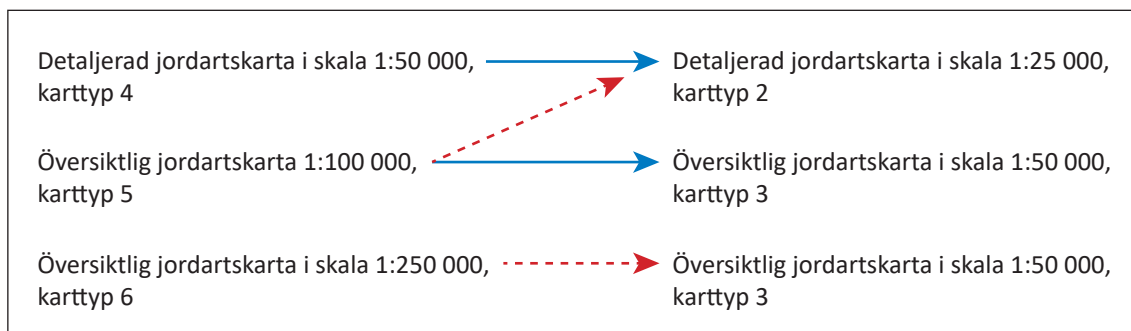 Detaljerad jordartskarta i skala 1:50 000,
karttyp 4
Detaljerad jordartskarta i skala 1:25 000,
karttyp 2
Översiktlig jordartskarta 1:100 000,
karttyp 5
Översiktlig jordartskarta i skala 1:50 000,
karttyp 3
Översiktlig jordartskarta i skala 1:250 000,
karttyp 6
Översiktlig jordartskarta i skala 1:50 000,
karttyp 3